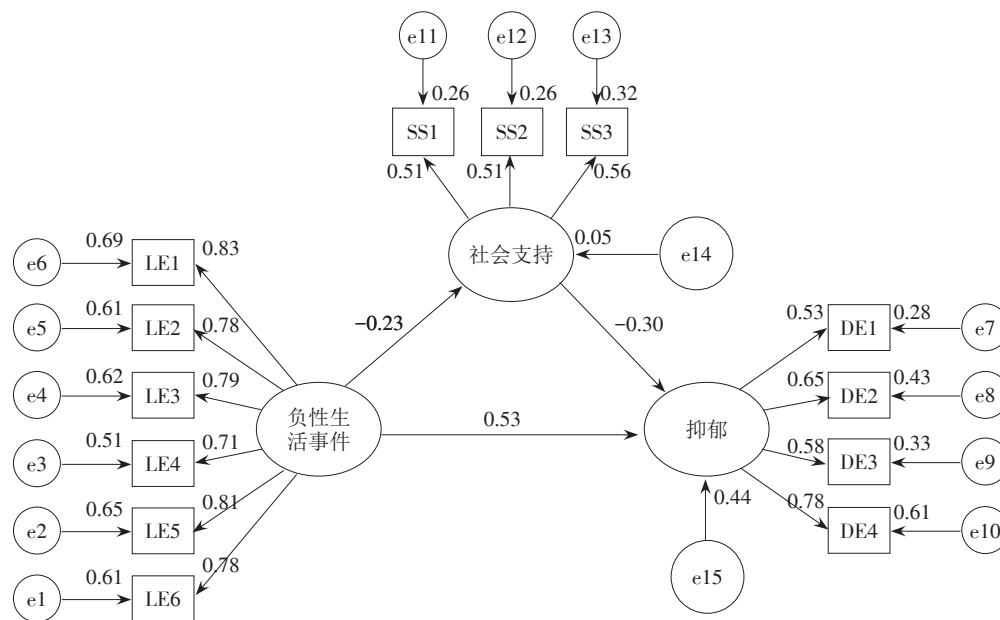 e11
e12
e13
0.26
0.26
0.32
SS1
SS2
SS3
0.51
0.51
0.56
社会支持
0.05
e14
e6
0.69
LE1
0.83
e5
0.61
LE2
0.78
e4
0.62
LE3
0.79
e3
0.51
LE4
0.71
e2
0.65
LE5
0.81
e1
0.61
LE6
0.78
负性生
活事件
−0.23
−0.30
0.53
抑郁
0.44
e15
0.53
DE1
0.28
e7
0.65
DE2
0.43
e8
0.58
DE3
0.33
e9
0.78
DE4
0.61
e10